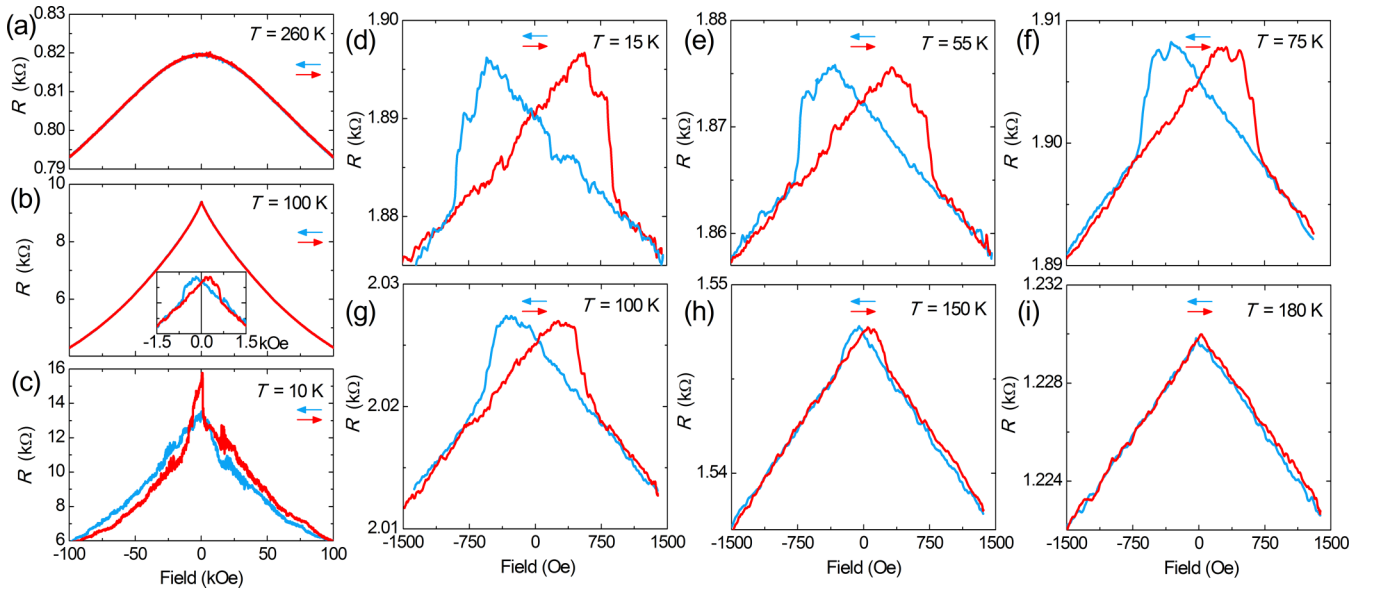 (a)
0.83
0.82
0.81
0.80
0.79
R (kΩ)
T = 260 K
(b)
10
8
6
R (kΩ)
T = 100 K
-1.5
0.0
1.5
kOe
(c)
16
14
12
10
8
6
R (kΩ)
T = 10 K
-100
-50
0
50
100
Field (kOe)
(d)
1.90
1.89
1.88
R (kΩ)
T = 15 K
(e)
1.88
1.87
1.86
R (kΩ)
T = 55 K
(f)
1.91
1.90
1.89
R (kΩ)
T = 75 K
(g)
2.03
2.02
2.01
R (kΩ)
T = 100 K
-1500
-750
0
750
1500
Field (Oe)
(h)
1.55
1.54
R (kΩ)
T = 150 K
-1500
-750
0
750
1500
Field (Oe)
(i)
1.232
1.228
1.224
R (kΩ)
T = 180 K
-1500
-750
0
750
1500
Field (Oe)